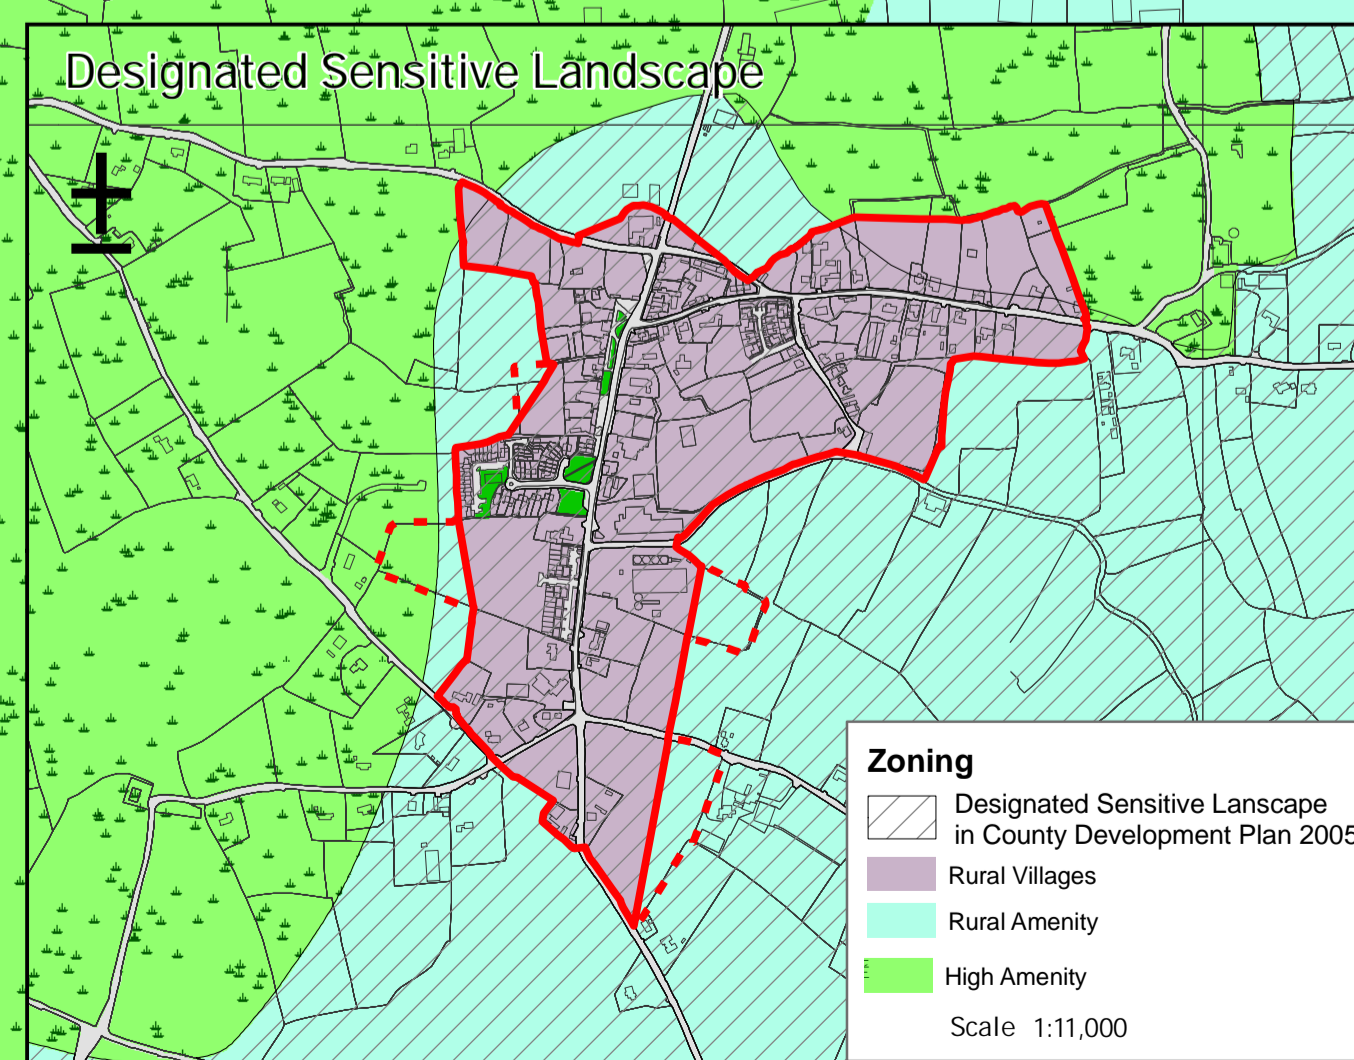 Designated Sensitive Landscape
Zoning
Designated Sensitive Lanscape
in County Development Plan 2005
Rural Villages
Rural Amenity
High Amenity
Scale 1:11,000